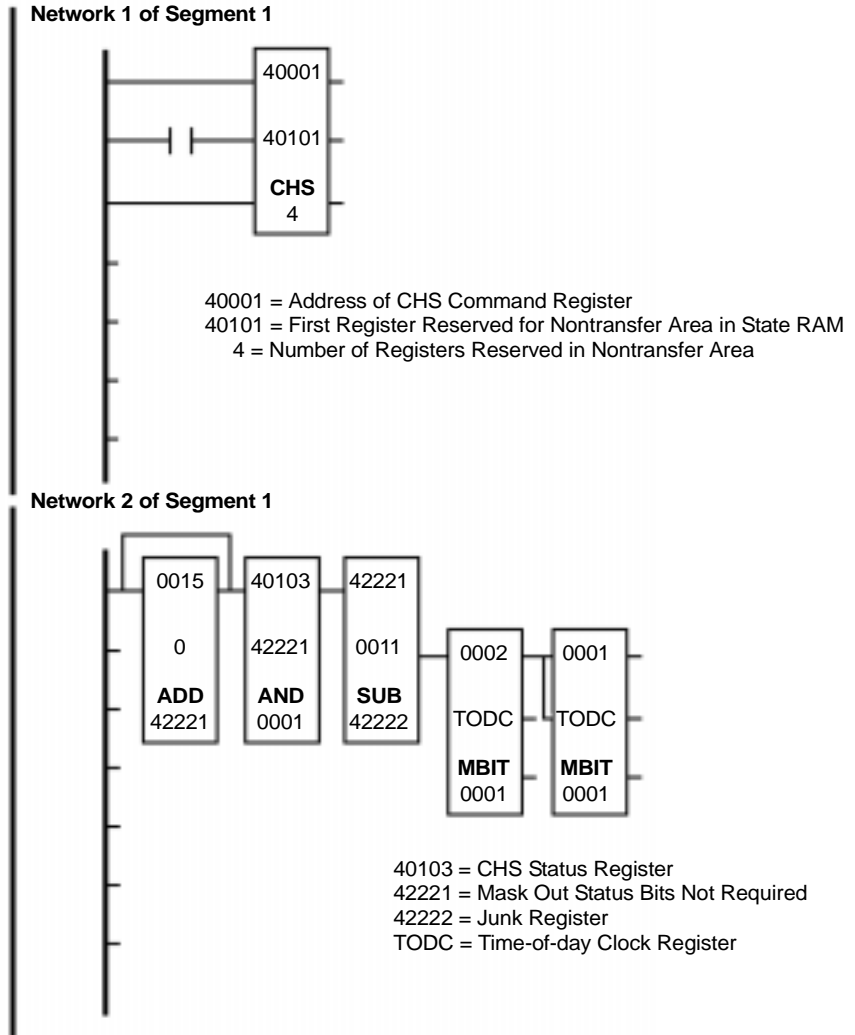 Network 1 of Segment 1
40001
40101
CHS
4
40001 = Address of CHS Command Register
40101 = First Register Reserved for Nontransfer Area in State RAM
4 = Number of Registers Reserved in Nontransfer Area
Network 2 of Segment 1
0015
0
ADD
42221
40103
42221
AND
0001
42221
0011
SUB
42222
0002
TODC
MBIT
0001
0001
TODC
MBIT
0001
40103 = CHS Status Register
42221 = Mask Out Status Bits Not Required
42222 = Junk Register
TODC = Time-of-day Clock Register